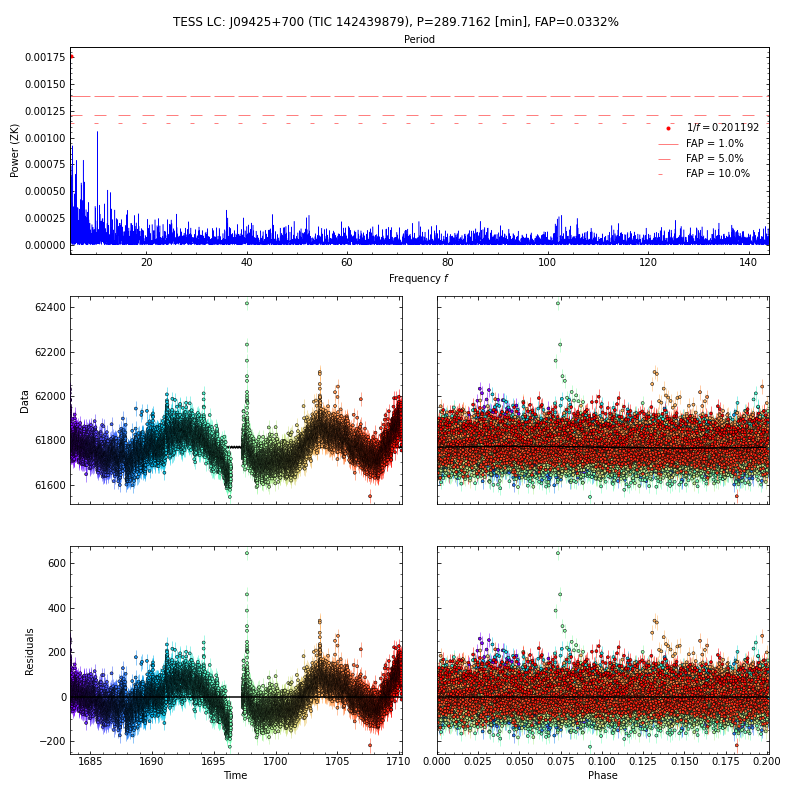 TESS LC: J09425+700 (TIC 142439879), P=289.7162 [min], FAP=0.0332%
Period
0.00175
0.00150
0.00125
0.00100
0.00075
0.00050
0.00025
0.00000
Power (ZK)
1/f = 0.201192
FAP = 1.0%
FAP = 5.0%
FAP = 10.0%
20 40 60 80 100 120 140
Frequency f
62400
62200
62000
61800
61600
Data
600
400
200
0
−200
Residuals
1685 1690 1695 1700 1705 1710
Time
0.000 0.025 0.050 0.075 0.100 0.125 0.150 0.175 0.200
Phase